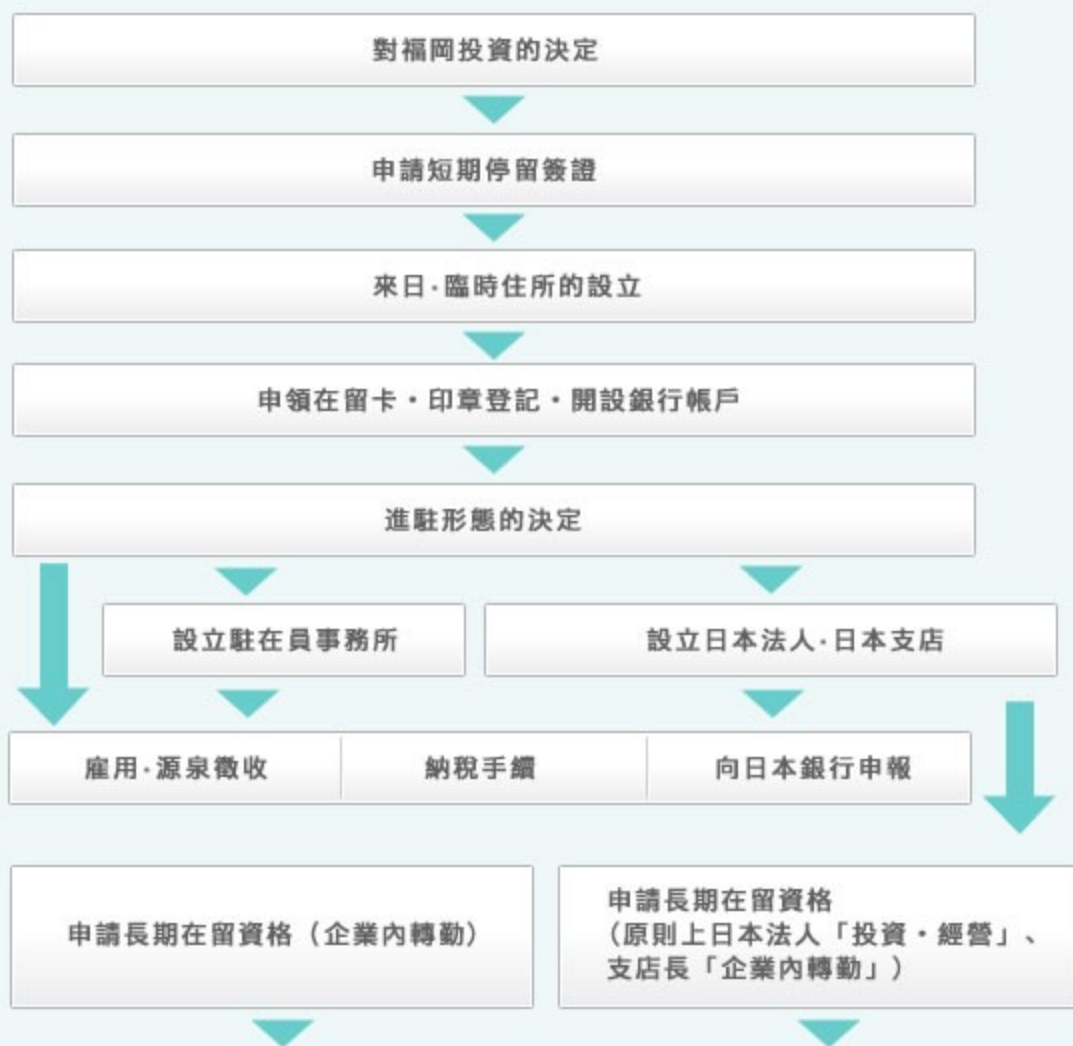 對福岡投資的決定
申請短期停留簽證
來日·臨時住所的設立
申領在留卡・印章登記・開設銀行帳戶
進駐形態的決定
設立駐在員事務所
設立日本法人·日本支店
雇用·源泉徵收
納稅手續
向日本銀行申報
申請長期在留資格（企業內轉勤）
申請長期在留資格
（原則上日本法人「投資・經營」、
支店長「企業內轉勤」）